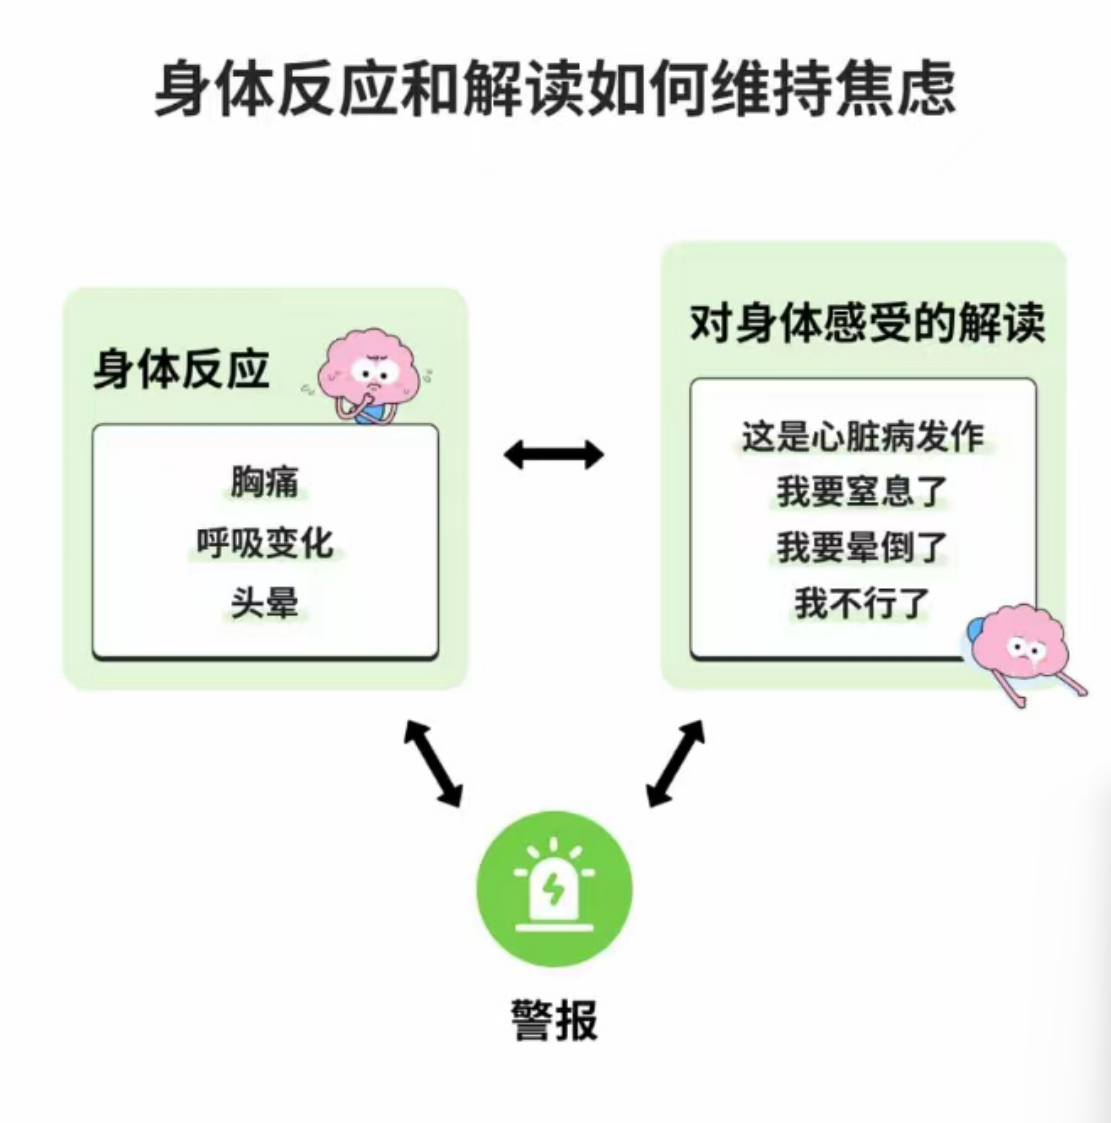 身体反应和解读如何维持焦虑
身体反应
胸痛
呼吸变化
头晕
对身体感受的解读
这是心脏病发作
我要窒息了
我要晕倒了
我不行了
警报